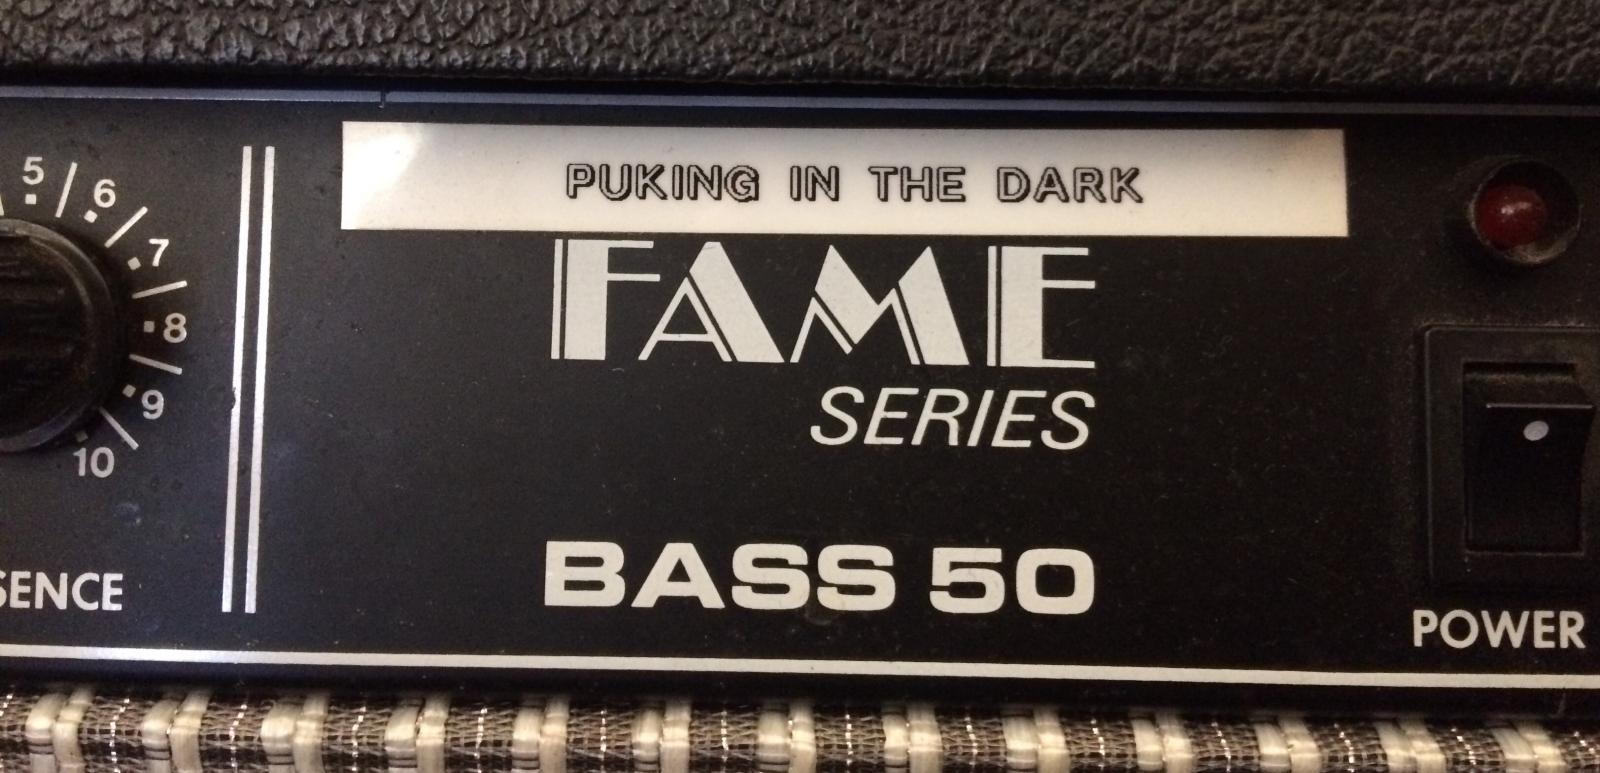 PUKING IN THE DARK
5
6
7
8
9
10
FAME
SERIES
BASS 50
SENCE
POWER